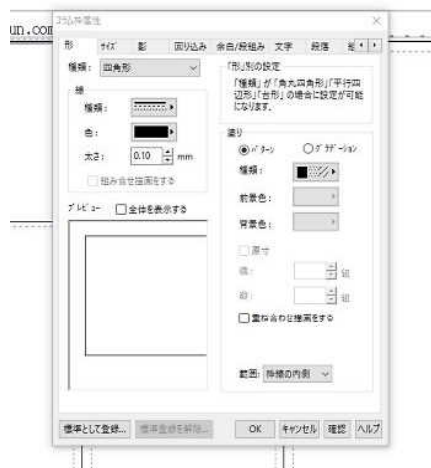 un.com
コラム枠属性
形 サイズ 影 回り込み 余白/段組み 文字 段落
種類: 四角形
線
種類:
色:
太さ: 0.10 mm
組み合せ描画をする
プレビュー 全体を表示する
「形」別の設定
「種類」が「角丸四角形」「平行四
辺形」「台形」の場合に設定が可能
になります。
塗り
パターン グラデーション
種類:
前景色:
背景色:
原寸
重ね合わせ描画をする
範囲: 枠線の内側
標準として登録... 標準登録を解除... OK キャンセル 確認 ヘルプ